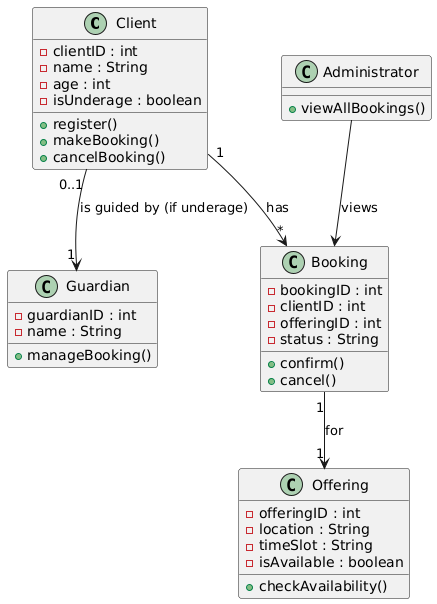 C Client
clientID : int
name : String
age : int
isUnderage : boolean
register()
makeBooking()
cancelBooking()
C Administrator
viewAllBookings()
0..1
is guided by (if underage)
1
1
has
*
views
C Guardian
guardianID : int
name : String
manageBooking()
C Booking
bookingID : int
clientID : int
offeringID : int
status : String
confirm()
cancel()
1
for
1
C Offering
offeringID : int
location : String
timeSlot : String
isAvailable : boolean
checkAvailability()